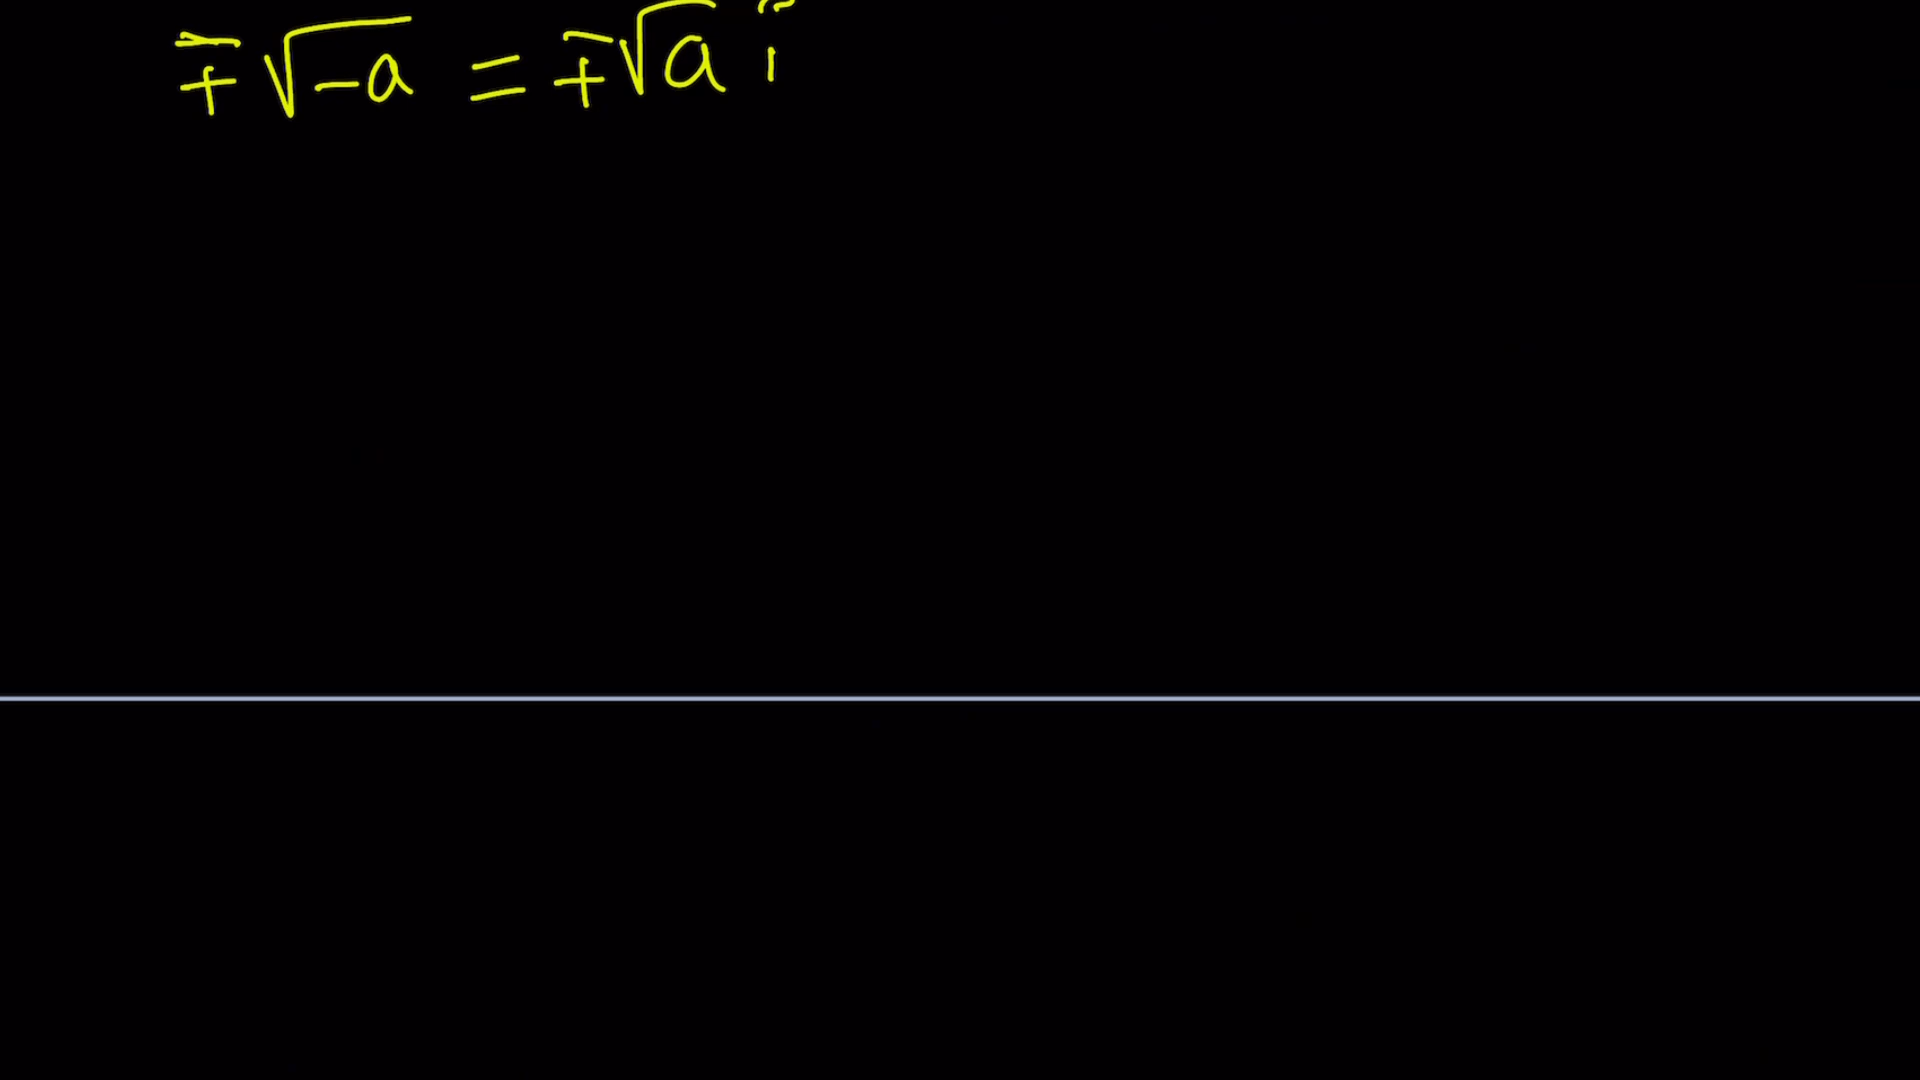 ∓√-a = ∓√a i